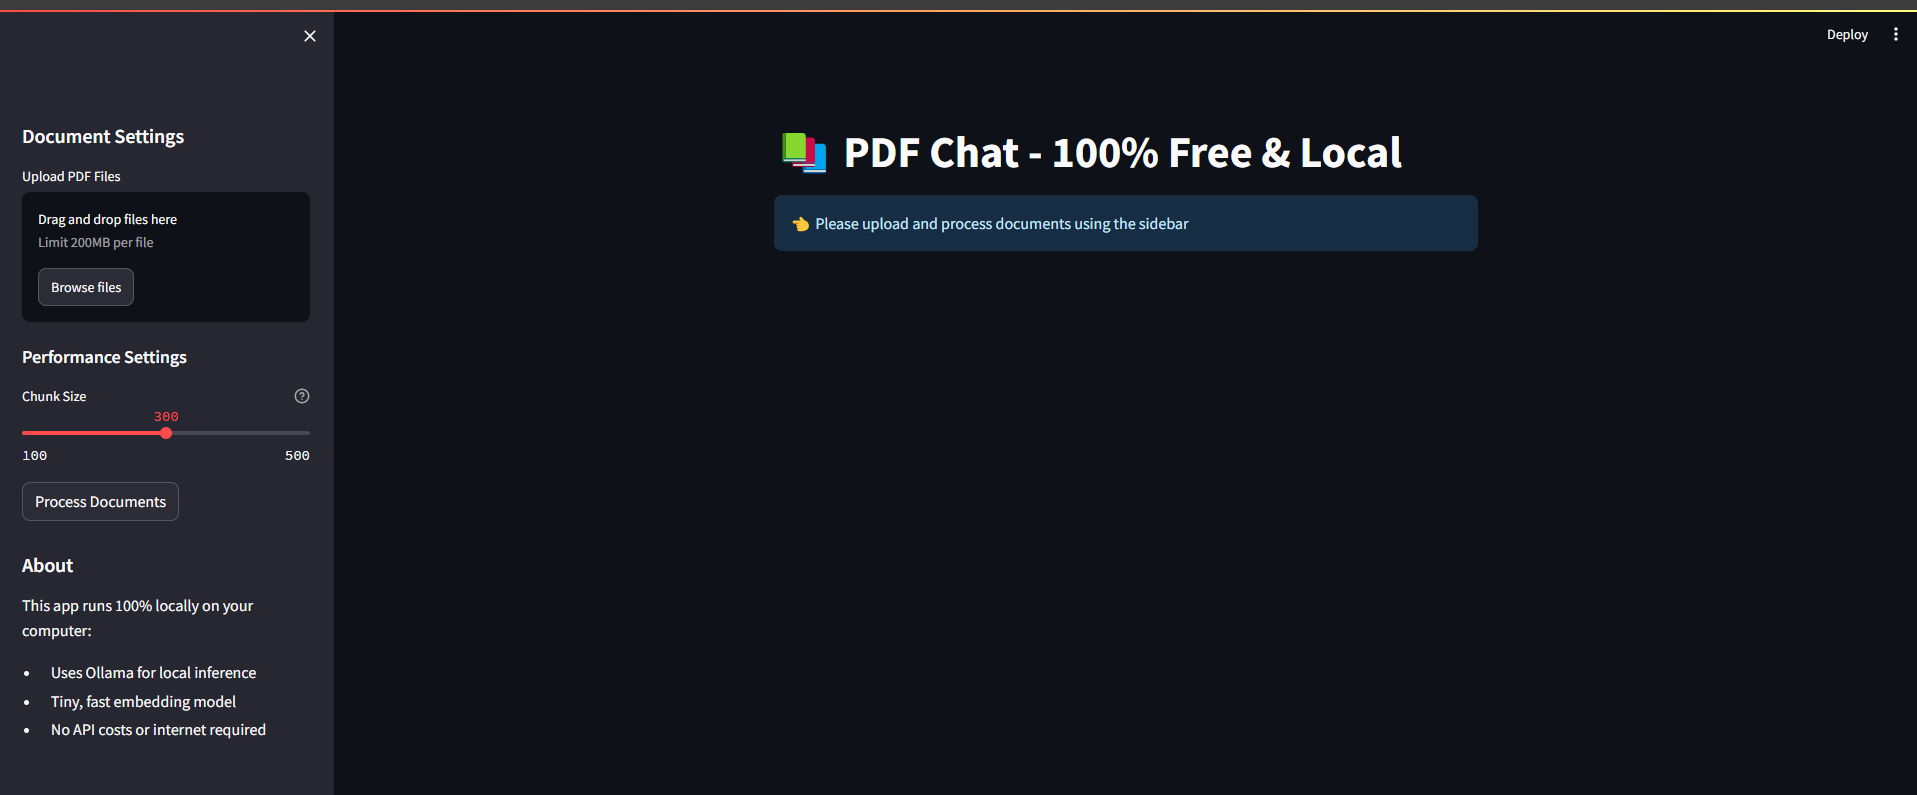 Deploy
Document Settings
Upload PDF Files
Drag and drop files here
Limit 200MB per file
Browse files
Performance Settings
Chunk Size
300
100
500
Process Documents
About
This app runs 100% locally on your
computer:
Uses Ollama for local inference
Tiny, fast embedding model
No API costs or internet required
PDF Chat - 100% Free & Local
Please upload and process documents using the sidebar